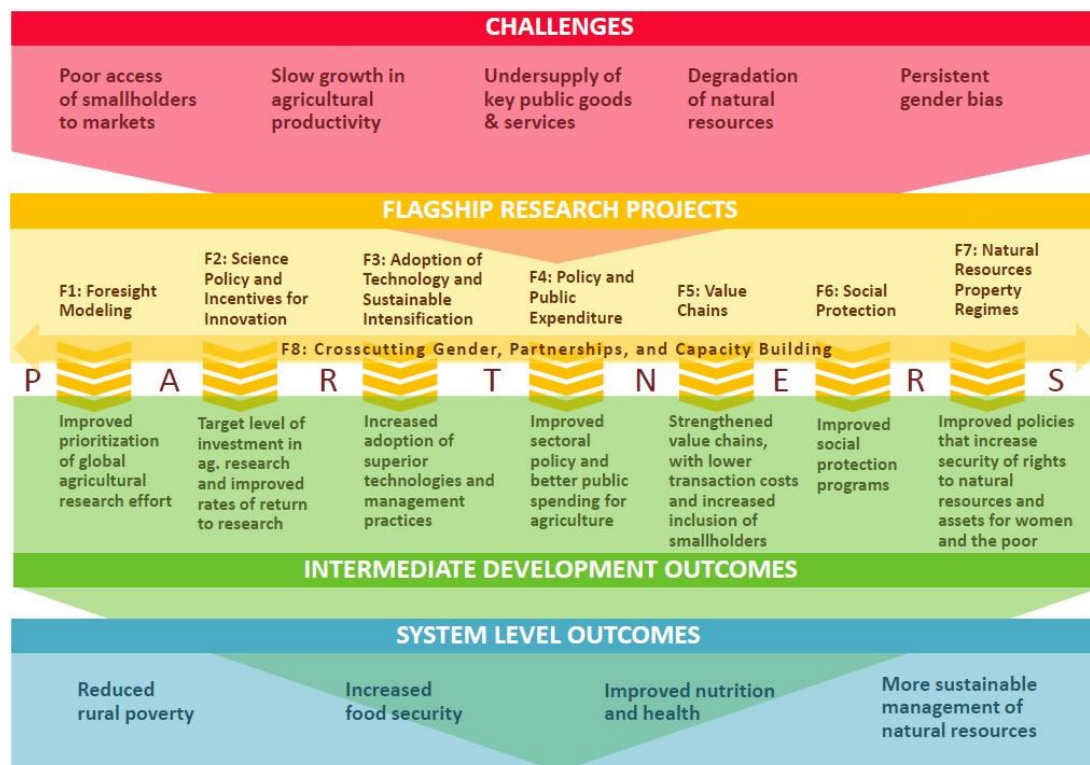 CHALLENGES
Poor access
of smallholders
to markets
Slow growth in
agricultural
productivity
Undersupply of
key public goods
& services
Degradation
of natural
resources
Persistent
gender bias
FLAGSHIP RESEARCH PROJECTS
F1: Foresight
Modeling
F2: Science
Policy and
Incentives for
Innovation
F3: Adoption of
Technology and
Sustainable
Intensification
F4: Policy and
Public
Expenditure
F5: Value
Chains
F6: Social
Protection
F7: Natural
Resources
Property
Regimes
F8: Crosscutting Gender, Partnerships, and Capacity Building
P A R T N E R S
Improved
prioritization
of global
agricultural
research effort
Target level of
investment in
ag. research
and improved
rates of return
to research
Increased
adoption of
superior
technologies and
management
practices
Improved
sectoral
policy and
better public
spending for
agriculture
Strengthened
value chains,
with lower
transaction costs
and increased
inclusion of
smallholders
Improved
social
protection
programs
Improved policies
that increase
security of rights
to natural
resources and
assets for women
and the poor
INTERMEDIATE DEVELOPMENT OUTCOMES
SYSTEM LEVEL OUTCOMES
Reduced
rural poverty
Increased
food security
Improved nutrition
and health
More sustainable
management of
natural resources